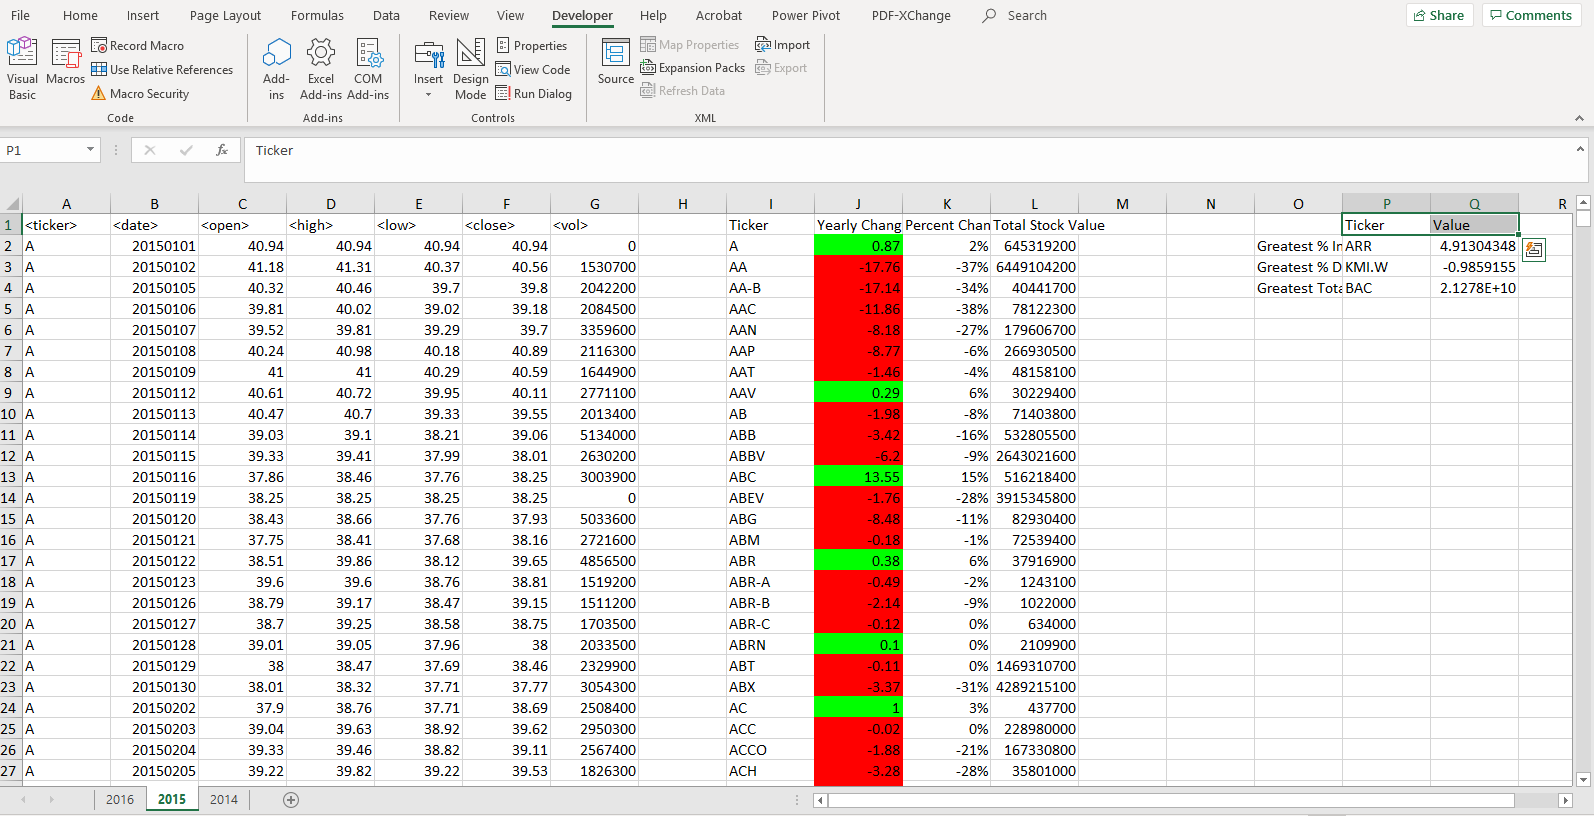 File Home Insert Page Layout Formulas Data Review View Developer Help Acrobat Power Pivot PDF-XChange Search Share Comments
Visual Basic Macros Record Macro Use Relative References Macro Security
Add-ins Excel Add-ins COM Add-ins
Insert Design Mode Properties View Code Run Dialog
Source Map Properties Expansion Packs Refresh Data Import Export
Code Add-ins Controls XML
P1 fx Ticker
A B C D E F G H I J K L M N O P Q R
1 <ticker> <date> <open> <high> <low> <close> <vol> Ticker Yearly Chang Percent Chan Total Stock Value Ticker Value
2 A 20150101 40.94 40.94 40.94 40.94 0 A 0.87 2% 645319200 Greatest % In ARR 4.91304348
3 A 20150102 41.18 41.31 40.37 40.56 1530700 AA -17.76 -37% 6449104200 Greatest % D KMI.W -0.9859155
4 A 20150105 40.32 40.46 39.7 39.8 2042200 AA-B -17.14 -34% 40441700 Greatest Tota BAC 2.1278E+10
5 A 20150106 39.81 40.02 39.02 39.18 2084500 AAC -11.86 -38% 78122300
6 A 20150107 39.52 39.81 39.29 39.7 3359600 AAN -8.18 -27% 179606700
7 A 20150108 40.24 40.98 40.18 40.89 2116300 AAP -8.77 -6% 266930500
8 A 20150109 41 41 40.29 40.59 1644900 AAT -1.46 -4% 48158100
9 A 20150112 40.61 40.72 39.95 40.11 2771100 AAV 0.29 6% 30229400
10 A 20150113 40.47 40.7 39.33 39.55 2013400 AB -1.98 -8% 71403800
11 A 20150114 39.03 39.1 38.21 39.06 5134000 ABB -3.42 -16% 532805500
12 A 20150115 39.33 39.41 37.99 38.01 2630200 ABBV -6.2 -9% 2643021600
13 A 20150116 37.86 38.46 37.76 38.25 3003900 ABC 13.55 15% 516218400
14 A 20150119 38.25 38.25 38.25 38.25 0 ABEV -1.76 -28% 3915345800
15 A 20150120 38.43 38.66 37.76 37.93 5033600 ABG -8.48 -11% 82930400
16 A 20150121 37.75 38.41 37.68 38.16 2721600 ABM -0.18 -1% 72539400
17 A 20150122 38.51 39.86 38.12 39.65 4856500 ABR 0.38 6% 37916900
18 A 20150123 39.6 39.6 38.76 38.81 1519200 ABR-A -0.49 -2% 1243100
19 A 20150126 38.79 39.17 38.47 39.15 1511200 ABR-B -2.14 -9% 1022000
20 A 20150127 38.7 39.25 38.58 38.75 1703500 ABR-C -0.12 0% 634000
21 A 20150128 39.01 39.05 37.96 38 2033500 ABRN 0.1 0% 2109900
22 A 20150129 38 38.47 37.69 38.46 2329900 ABT -0.11 0% 1469310700
23 A 20150130 38.01 38.32 37.71 37.77 3054300 ABX -3.37 -31% 4289215100
24 A 20150202 37.9 38.76 37.71 38.69 2508400 AC 1 3% 437700
25 A 20150203 39.04 39.63 38.92 39.62 2950300 ACC -0.02 0% 228980000
26 A 20150204 39.33 39.46 38.82 39.11 2567400 ACCO -1.88 -21% 167330800
27 A 20150205 39.22 39.82 39.22 39.53 1826300 ACH -3.28 -28% 35801000
2016 2015 2014